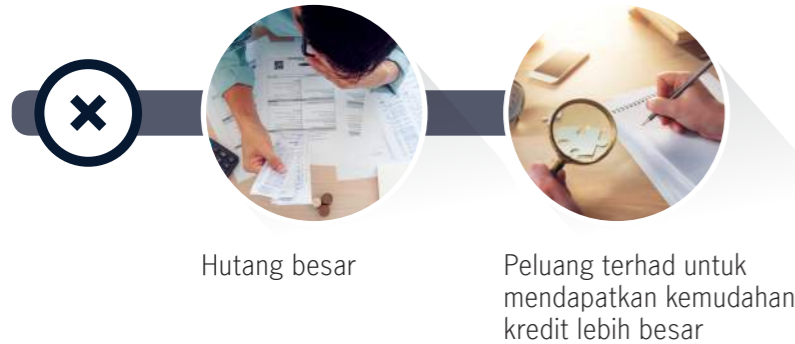 Hutang besar
Peluang terhad untuk
mendapatkan kemudahan
kredit lebih besar